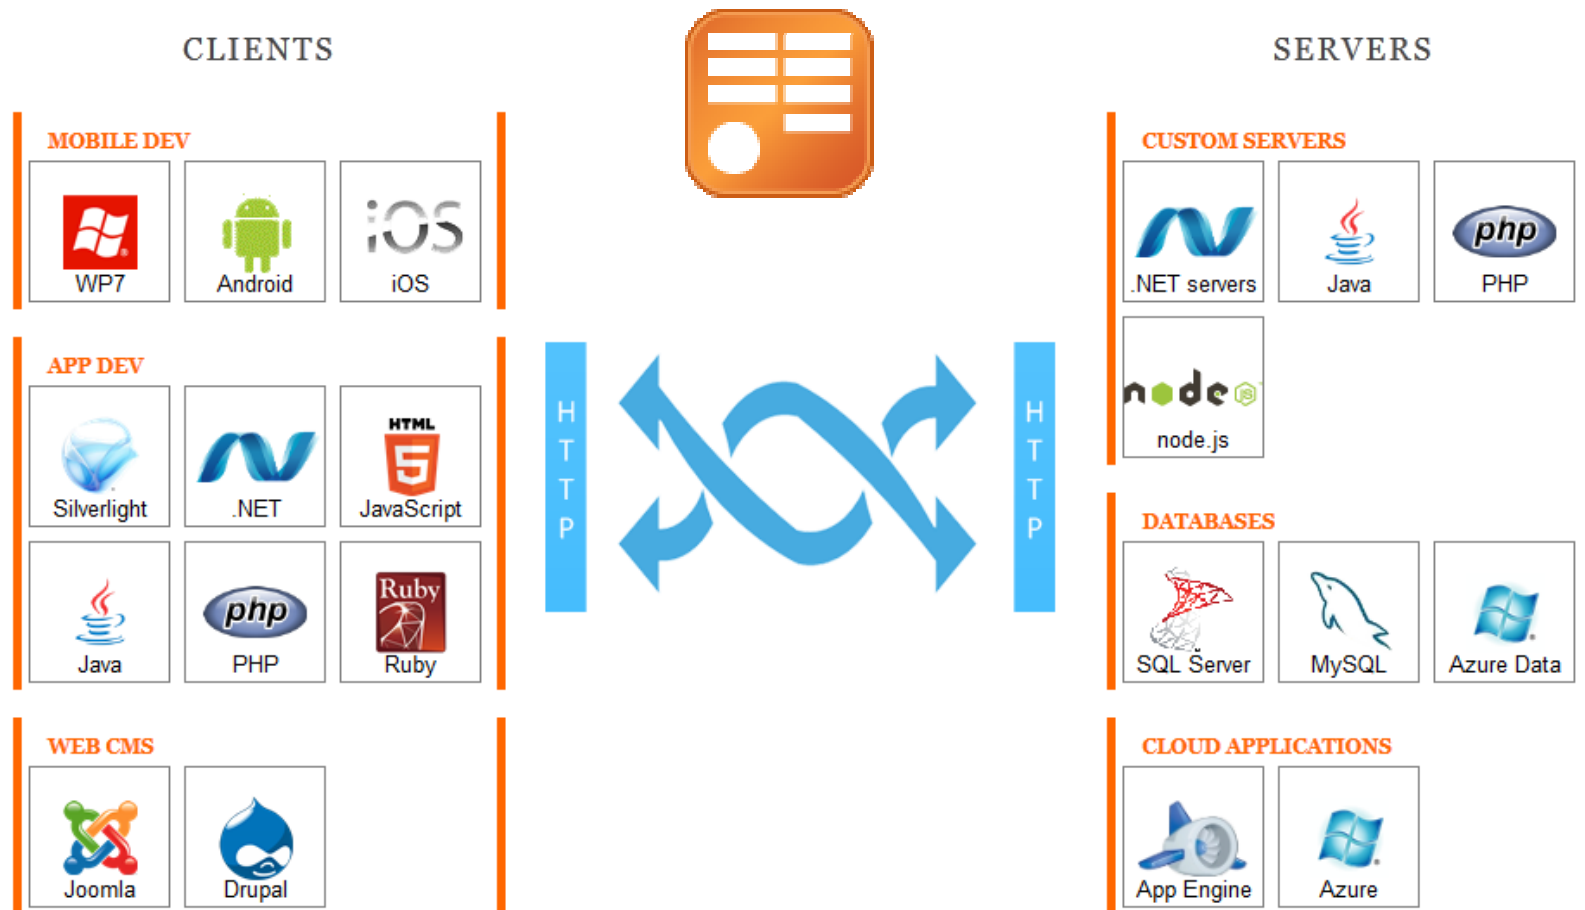 CLIENTS
SERVERS
MOBILE DEV
WP7
Android
iOS
iOS
APP DEV
Silverlight
.NET
HTML
5
JavaScript
Java
php
PHP
Ruby
Ruby
WEB CMS
Joomla
Drupal
HTTP
HTTP
CUSTOM SERVERS
.NET servers
Java
php
PHP
node
JS
node.js
DATABASES
SQL Server
MySQL
Azure Data
CLOUD APPLICATIONS
App Engine
Azure